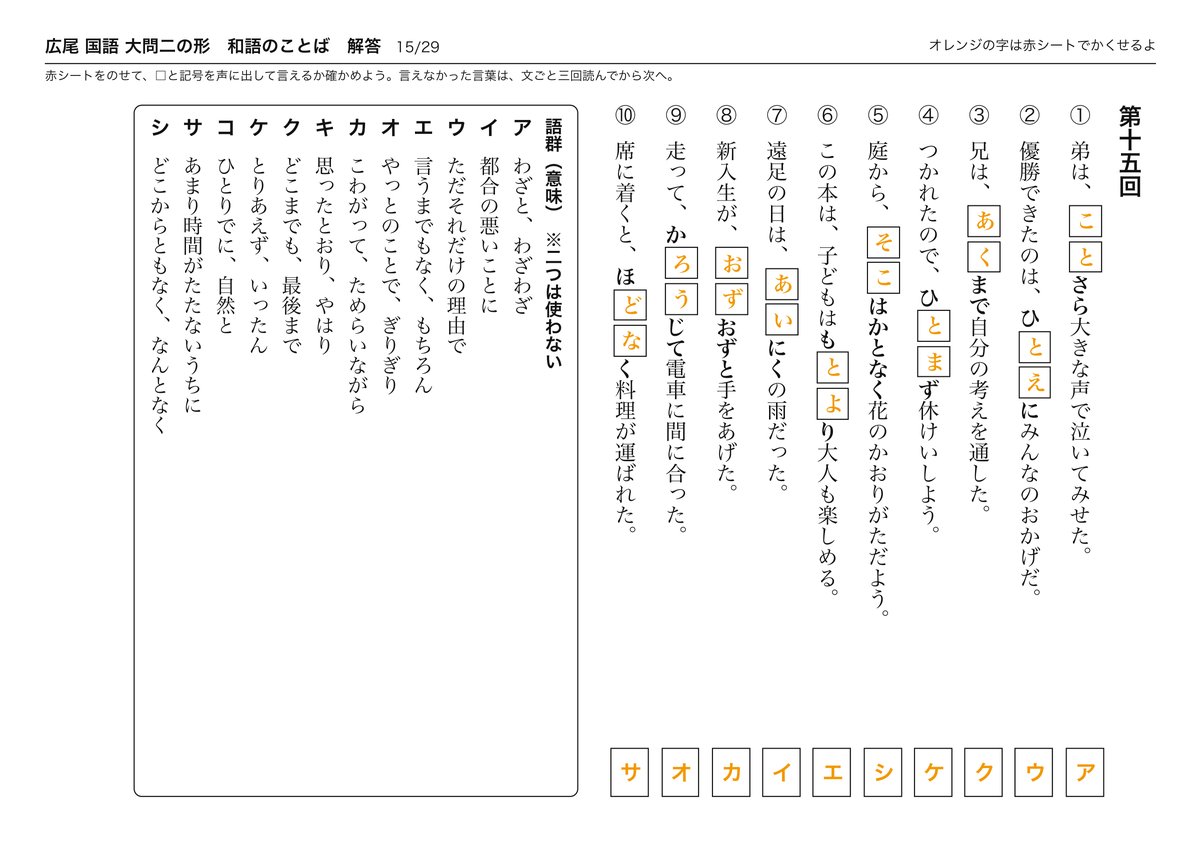 広尾 国語 大問二の形　和語のことば　解答　15/29
オレンジの字は赤シートでかくせるよ
赤シートをのせて、□と記号を声に出して言えるか確かめよう。言えなかった言葉は、文ごと三回読んでから次へ。
第十五回
① 弟は、ことさら大きな声で泣いてみせた。 ア
② 優勝できたのは、ひとえにみんなのおかげだ。 ウ
③ 兄は、あくまで自分の考えを通した。 ク
④ つかれたので、ひとまず休けいしよう。 ケ
⑤ 庭から、そこはかとなく花のかおりがただよう。 シ
⑥ この本は、子どもはもとより大人も楽しめる。 エ
⑦ 遠足の日は、あいにくの雨だった。 イ
⑧ 新入生が、おずおずと手をあげた。 カ
⑨ 走って、かろうじて電車に間に合った。 オ
⑩ 席に着くと、ほどなく料理が運ばれた。 サ
語群（意味）　※二つは使わない
ア　わざと、わざわざ
イ　都合の悪いことに
ウ　ただそれだけの理由で
エ　言うまでもなく、もちろん
オ　やっとのことで、ぎりぎり
カ　こわがって、ためらいながら
キ　思ったとおり、やはり
ク　どこまでも、最後まで
ケ　とりあえず、いったん
コ　ひとりでに、自然と
サ　あまり時間がたたないうちに
シ　どこからともなく、なんとなく